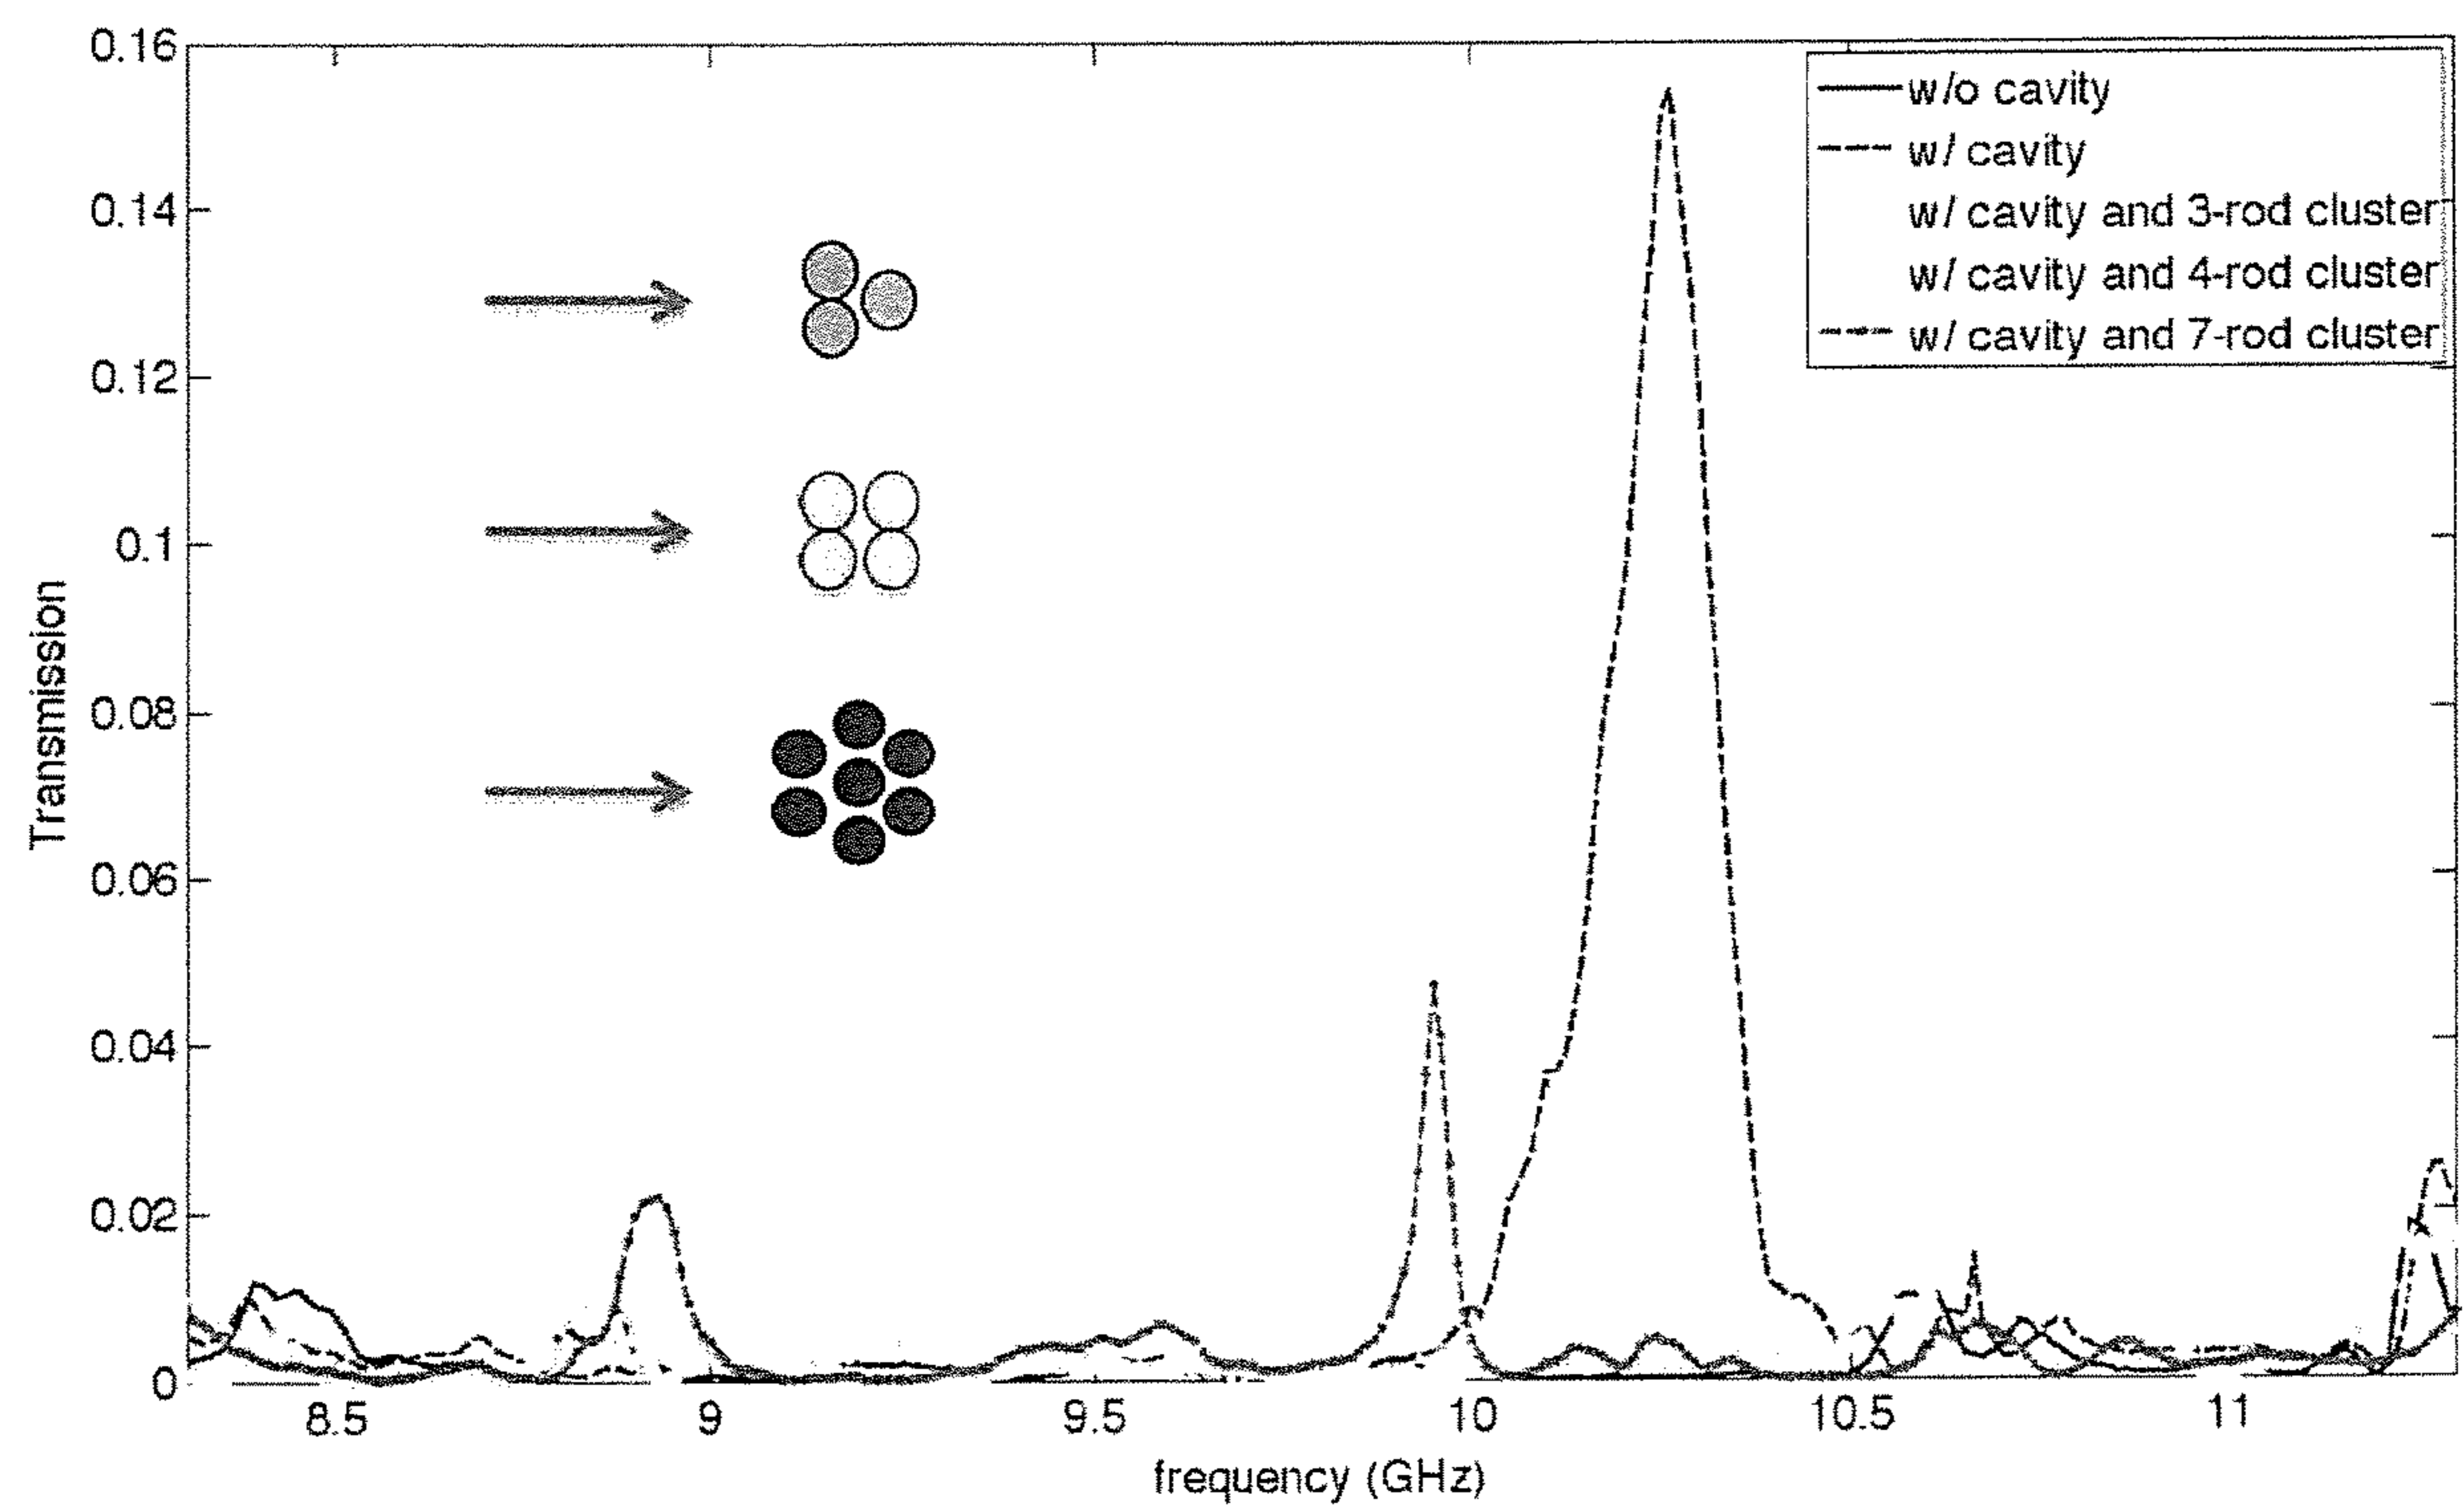 0.16
0.14
0.12
0.1
0.08
0.06
0.04
0.02
0
Transmission
w/o cavity
w/ cavity
w/ cavity and 3-rod cluster
w/ cavity and 4-rod cluster
w/ cavity and 7-rod cluster
8.5 9 9.5 10 10.5 11
frequency (GHz)